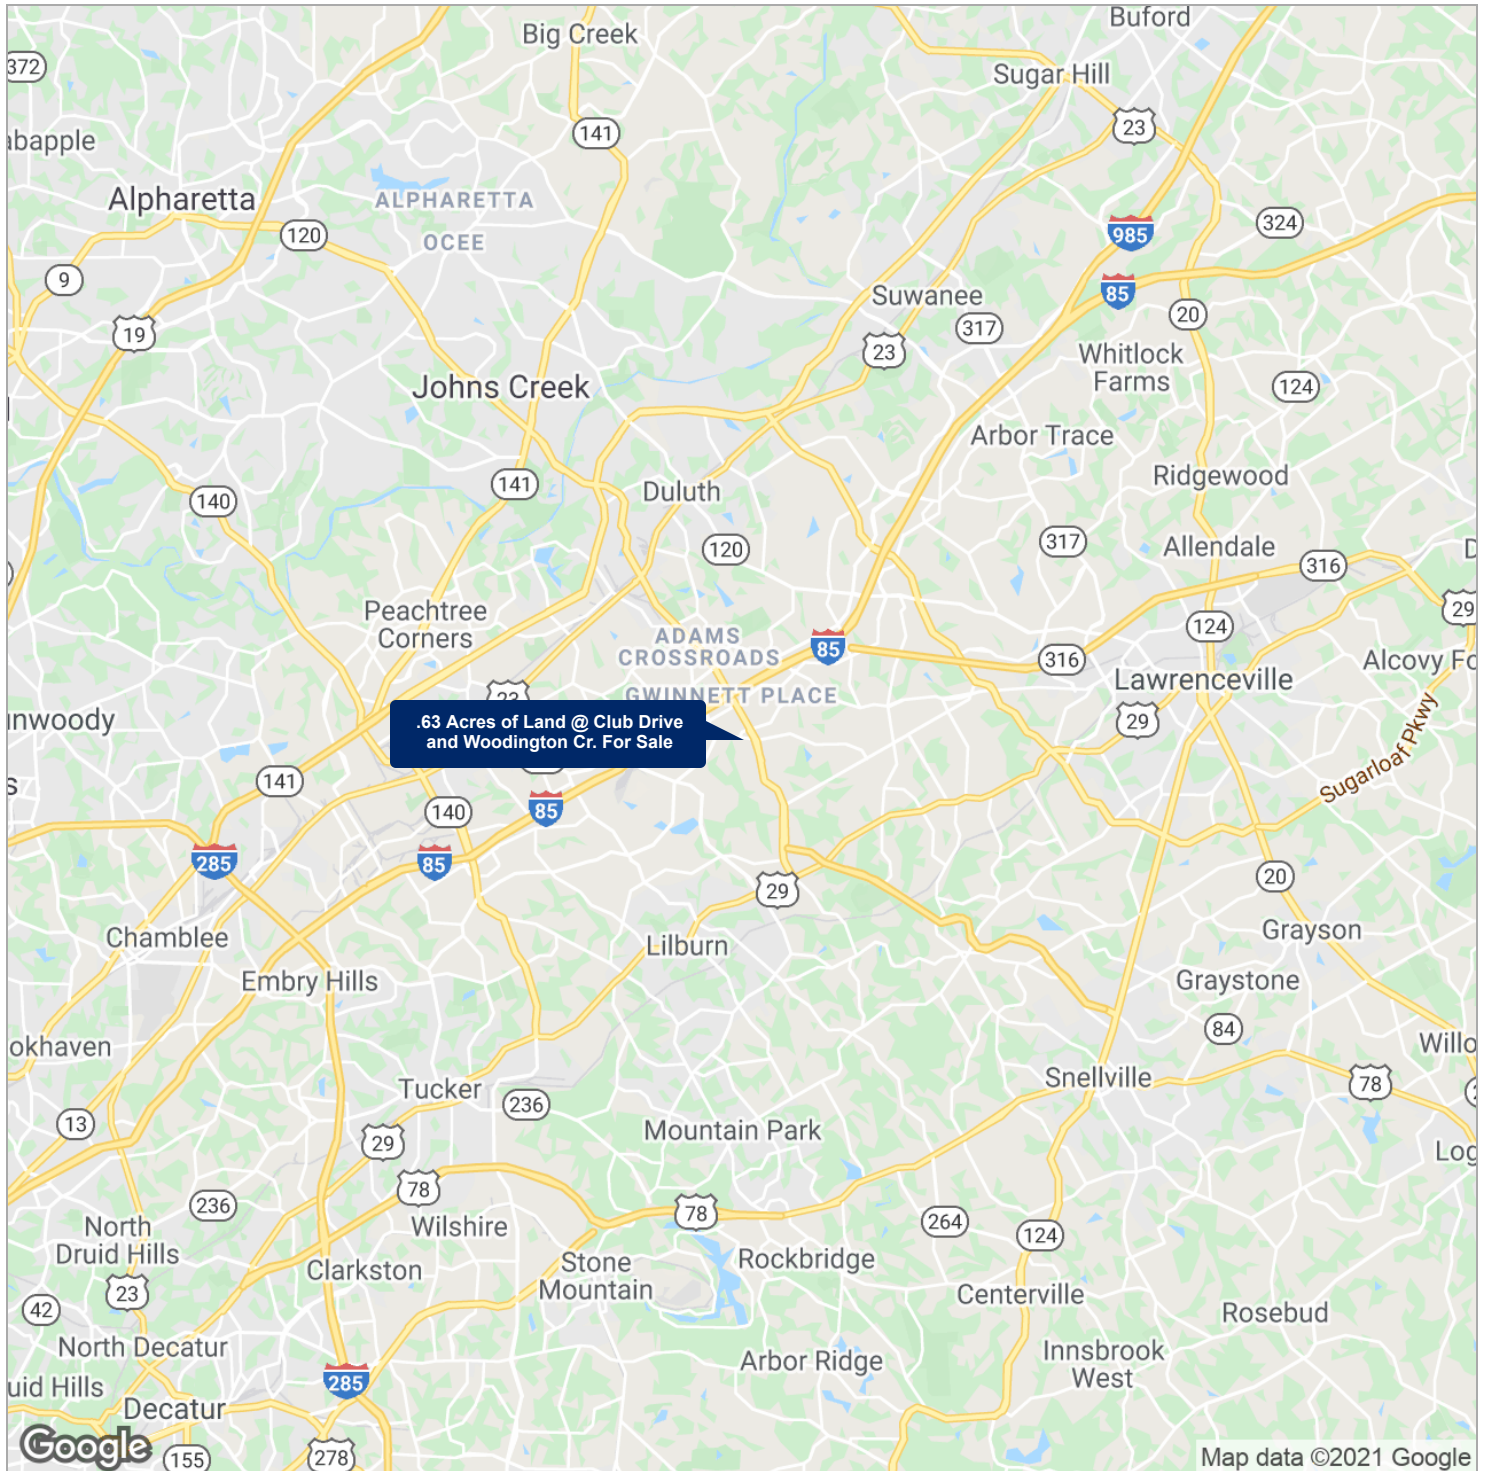 Buford
Big Creek
372
Sugar Hill
23
141
abapple
Alpharetta
ALPHARETTA
120
OCEE
985
324
9
85
Suwanee
20
19
317
23
Whitlock
Farms
Johns Creek
124
Arbor Trace
Ridgewood
141
Duluth
140
120
317
Allendale
316
29
Peachtree
Corners
124
ADAMS
CROSSROADS
85
316
Alcovy Fo
Lawrenceville
GWINNETT PLACE
23
29
unwoody
.63 Acres of Land @ Club Drive
and Woodington Cr. For Sale
Sugarloaf Pkwy
141
140
85
285
85
20
29
Chamble​e
Lilburn
Grayson
Embry Hills
Graystone
84
okhaven
Willo
Tucker
Snellville
78
236
13
29
Mountain Park
Log
78
236
78
264
North
Druid Hills
Wilshire
124
Clarkston
Stone
Mountain
Rockbridge
23
Centerville
42
Rosebud
North Decatur
Arbor Ridge
Innsbrook
West
285
uid Hills
Decatur
Google
155
278
Map data ©2021 Google